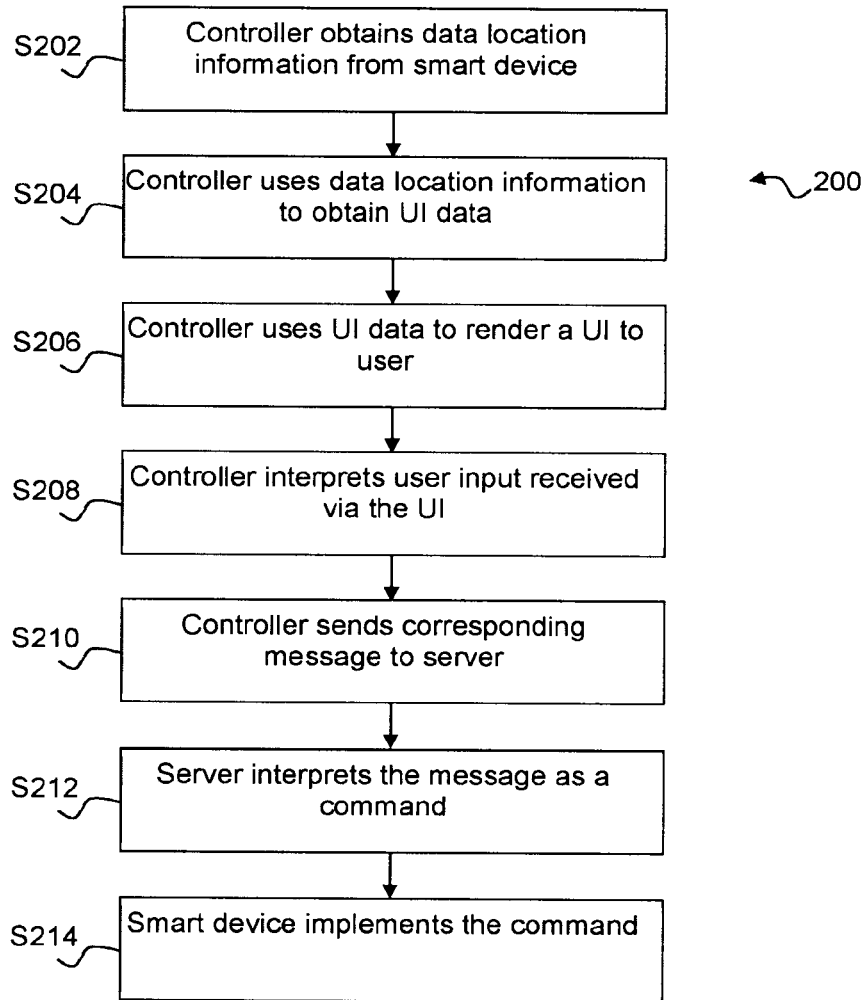 S202
Controller obtains data location
information from smart device
S204
Controller uses data location information
to obtain UI data
200
S206
Controller uses UI data to render a UI to
user
S208
Controller interprets user input received
via the UI
S210
Controller sends corresponding
message to server
S212
Server interprets the message as a
command
S214
Smart device implements the command